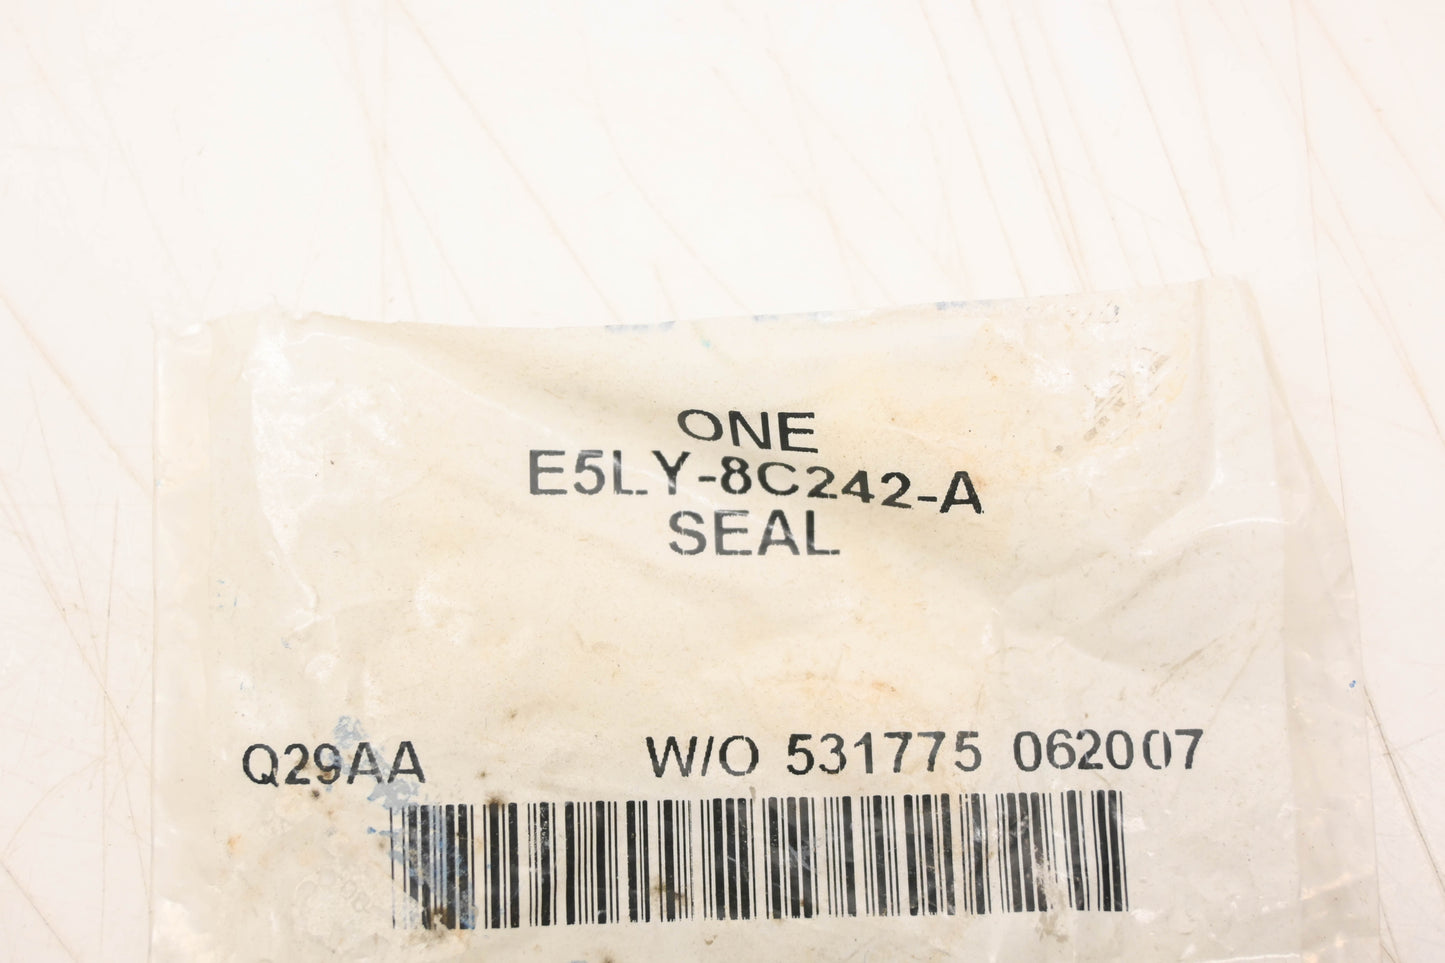 ONE
E5LY-8C242-A
SEAL
Q29AA W/O 531775 062007